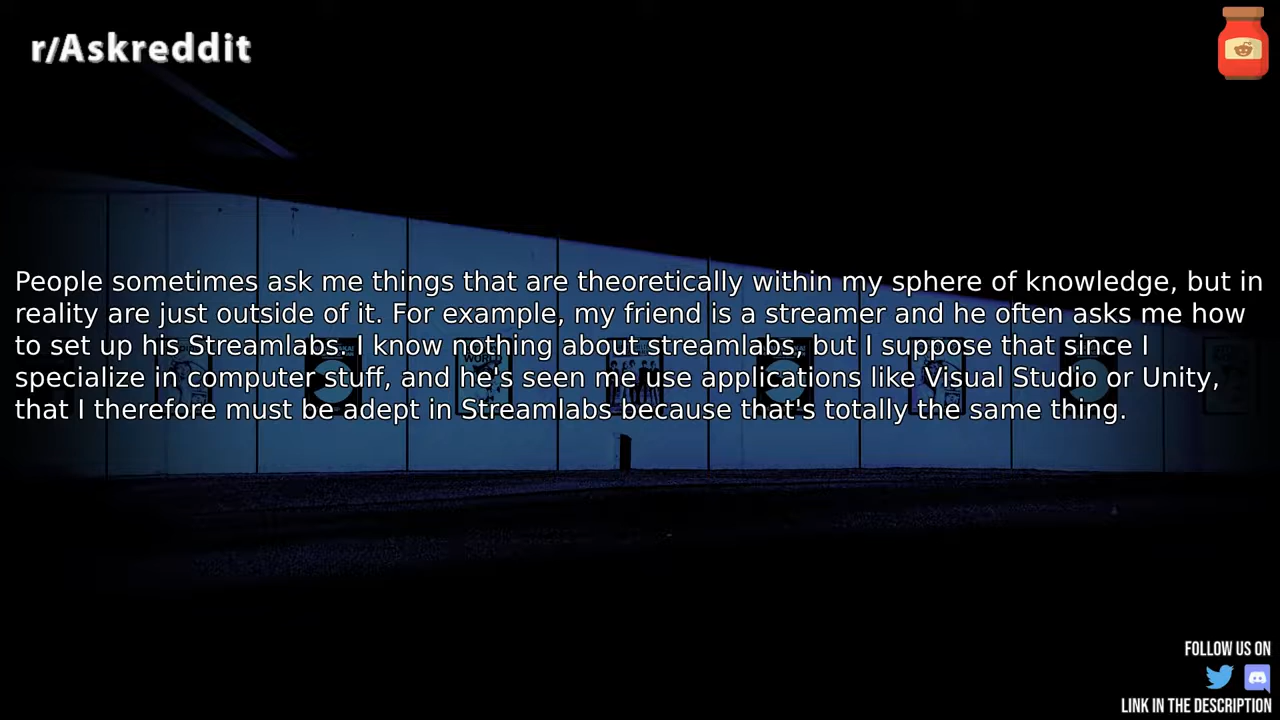 r/Askreddit
People sometimes ask me things that are theoretically within my sphere of knowledge, but in
reality are just outside of it. For example, my friend is a streamer and he often asks me how
to set up his Streamlabs. I know nothing about streamlabs, but I suppose that since I
specialize in computer stuff, and he's seen me use applications like Visual Studio or Unity,
that I therefore must be adept in Streamlabs because that's totally the same thing.
FOLLOW US ON
LINK IN THE DESCRIPTION